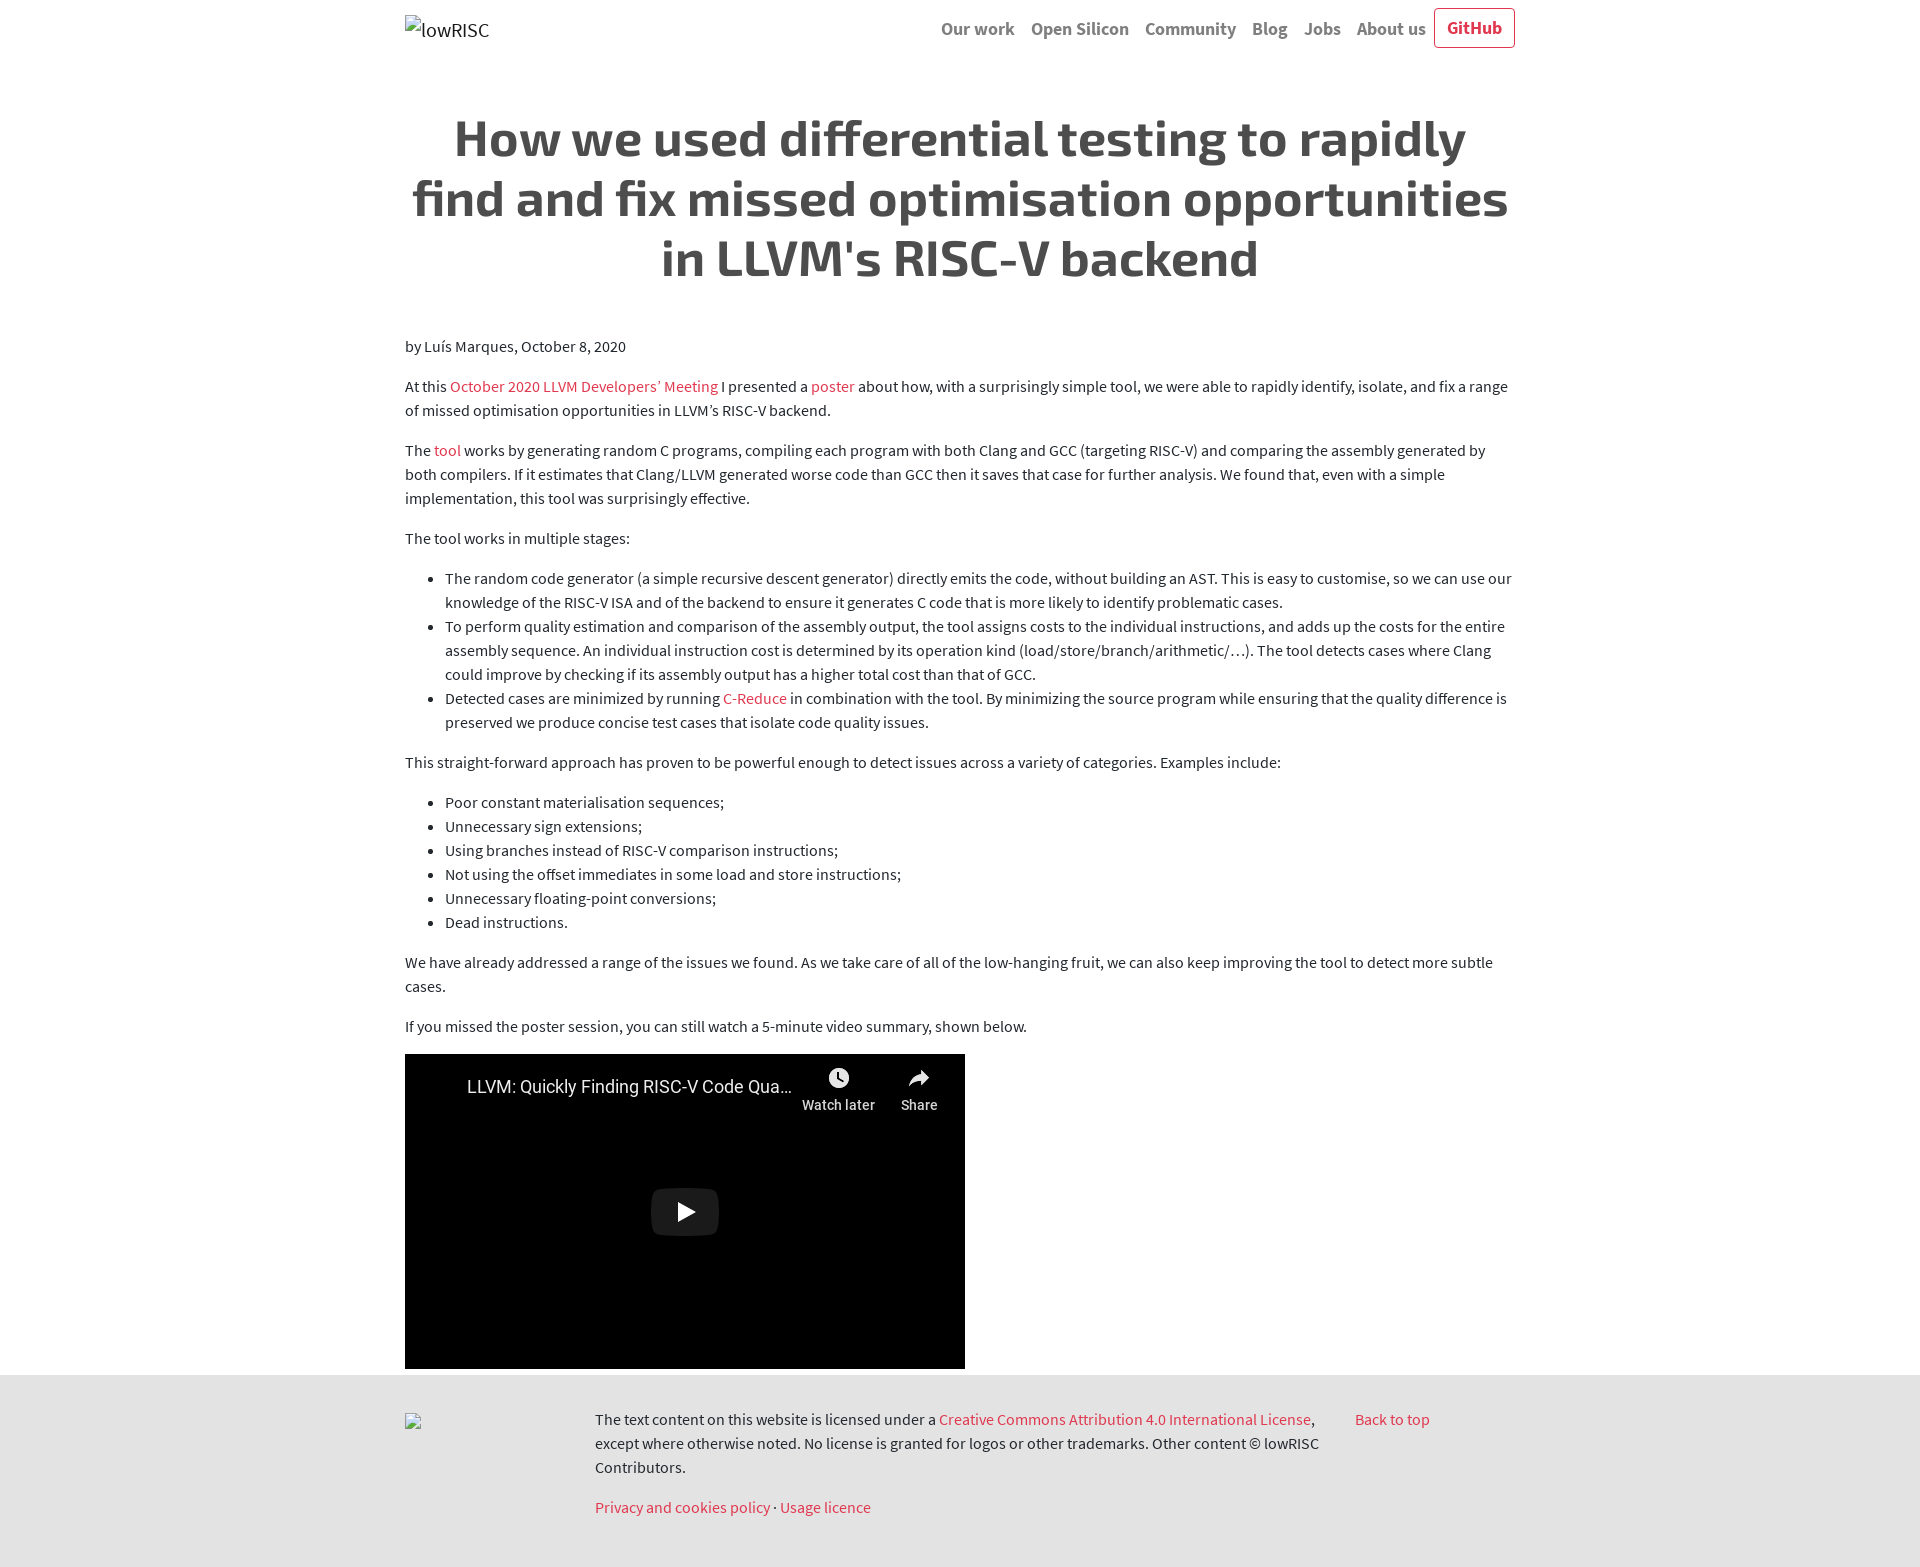 lowRISC
Our work
Open Silicon
Community
Blog
Jobs
About us
GitHub
How we used differential testing to rapidly
find and fix missed optimisation opportunities
in LLVM's RISC-V backend
by Luís Marques, October 8, 2020
At this October 2020 LLVM Developers’ Meeting I presented a poster about how, with a surprisingly simple tool, we were able to rapidly identify, isolate, and fix a range
of missed optimisation opportunities in LLVM’s RISC-V backend.
The tool works by generating random C programs, compiling each program with both Clang and GCC (targeting RISC-V) and comparing the assembly generated by
both compilers. If it estimates that Clang/LLVM generated worse code than GCC then it saves that case for further analysis. We found that, even with a simple
implementation, this tool was surprisingly effective.
The tool works in multiple stages:
• The random code generator (a simple recursive descent generator) directly emits the code, without building an AST. This is easy to customise, so we can use our
knowledge of the RISC-V ISA and of the backend to ensure it generates C code that is more likely to identify problematic cases.
• To perform quality estimation and comparison of the assembly output, the tool assigns costs to the individual instructions, and adds up the costs for the entire
assembly sequence. An individual instruction cost is determined by its operation kind (load/store/branch/arithmetic/…). The tool detects cases where Clang
could improve by checking if its assembly output has a higher total cost than that of GCC.
• Detected cases are minimized by running C-Reduce in combination with the tool. By minimizing the source program while ensuring that the quality difference is
preserved we produce concise test cases that isolate code quality issues.
This straight-forward approach has proven to be powerful enough to detect issues across a variety of categories. Examples include:
• Poor constant materialisation sequences;
• Unnecessary sign extensions;
• Using branches instead of RISC-V comparison instructions;
• Not using the offset immediates in some load and store instructions;
• Unnecessary floating-point conversions;
• Dead instructions.
We have already addressed a range of the issues we found. As we take care of all of the low-hanging fruit, we can also keep improving the tool to detect more subtle
cases.
If you missed the poster session, you can still watch a 5-minute video summary, shown below.
LLVM: Quickly Finding RISC-V Code Qua...
Watch later
Share
The text content on this website is licensed under a Creative Commons Attribution 4.0 International License,
except where otherwise noted. No license is granted for logos or other trademarks. Other content © lowRISC
Contributors.
Privacy and cookies policy · Usage licence
Back to top